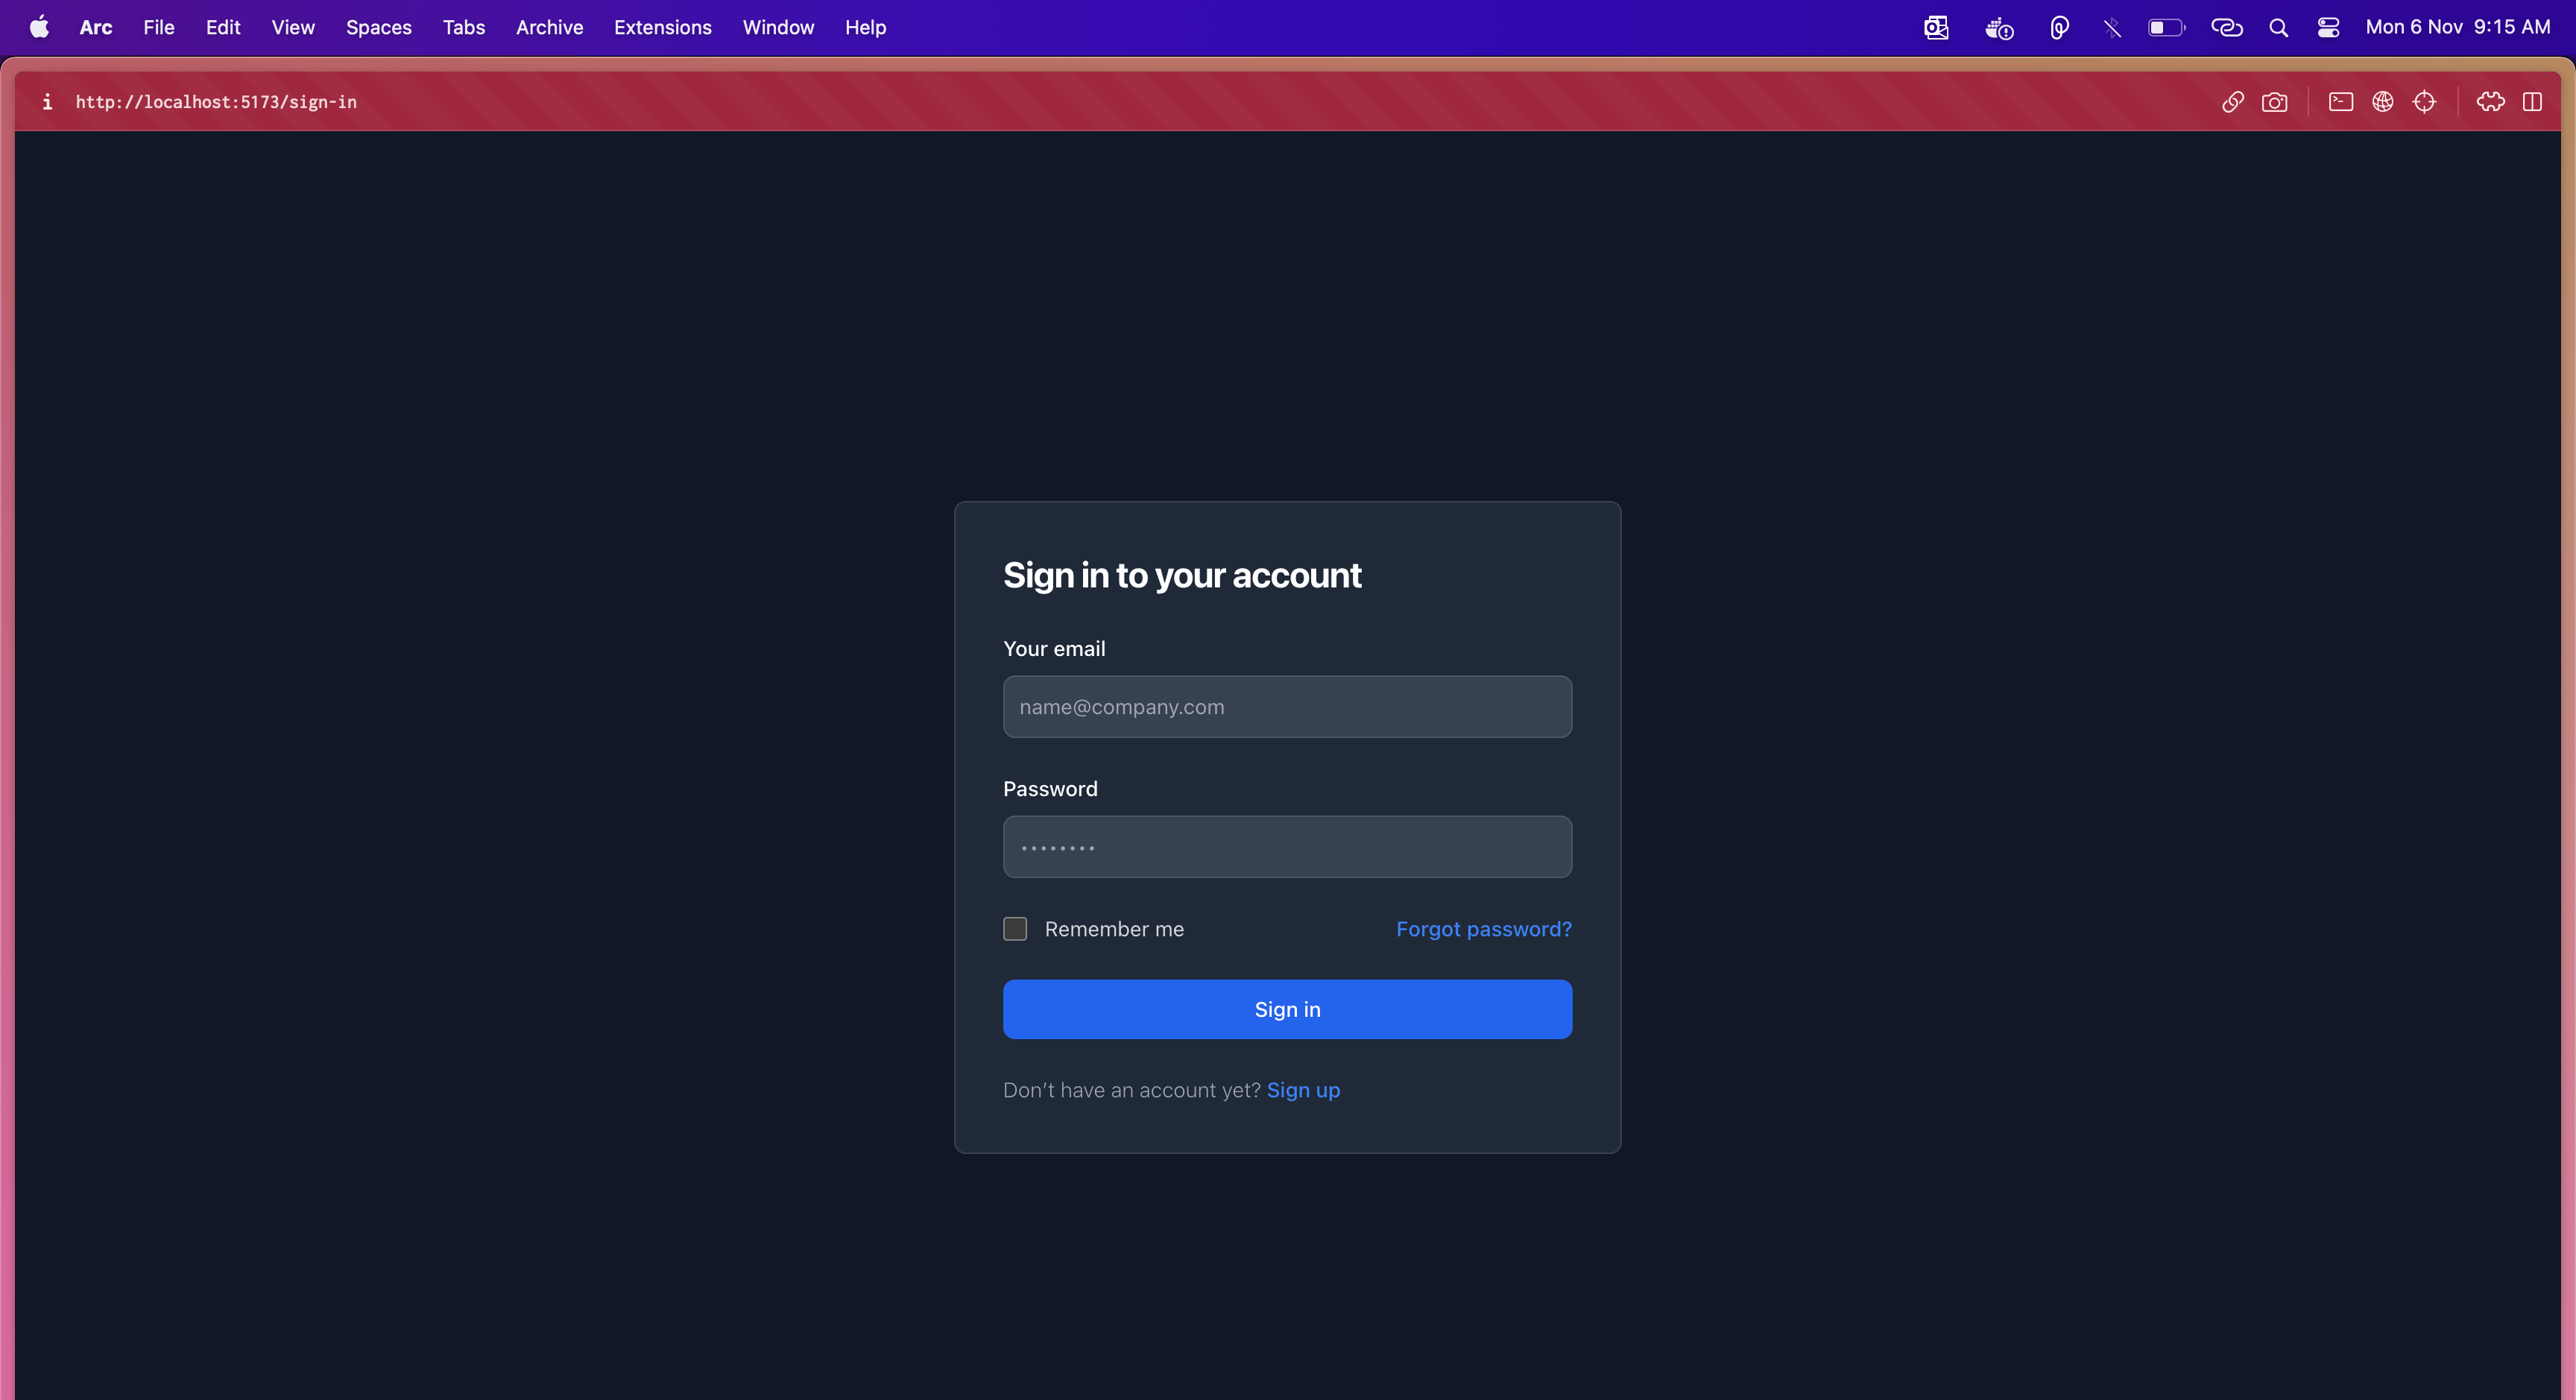 Arc File Edit View Spaces Tabs Archive Extensions Window Help Mon 6 Nov 9:15 AM
http://localhost:5173/sign-in
Sign in to your account
Your email
name@company.com
Password
Remember me Forgot password?
Sign in
Don't have an account yet? Sign up